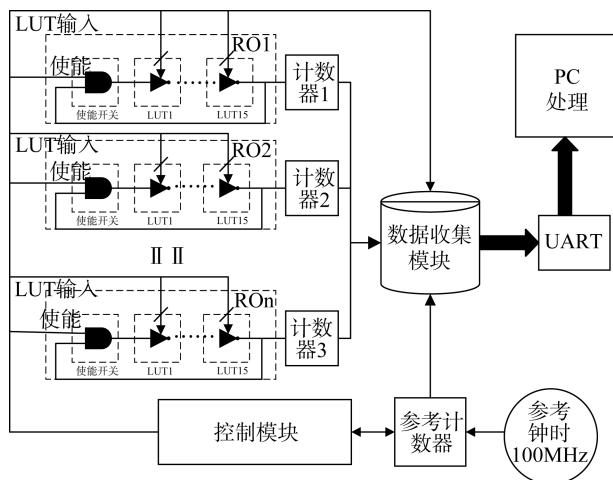 LUT输入
RO1
使能
使能开关
LUT1
LUT15
计数
器1
LUT输入
RO2
使能
使能开关
LUT1
LUT15
计数
器2
LUT输入
ROn
使能
使能开关
LUT1
LUT15
计数
器3
PC
处理
数据收集
模块
UART
控制模块
参考计
数器
参考
钟时
100MHz